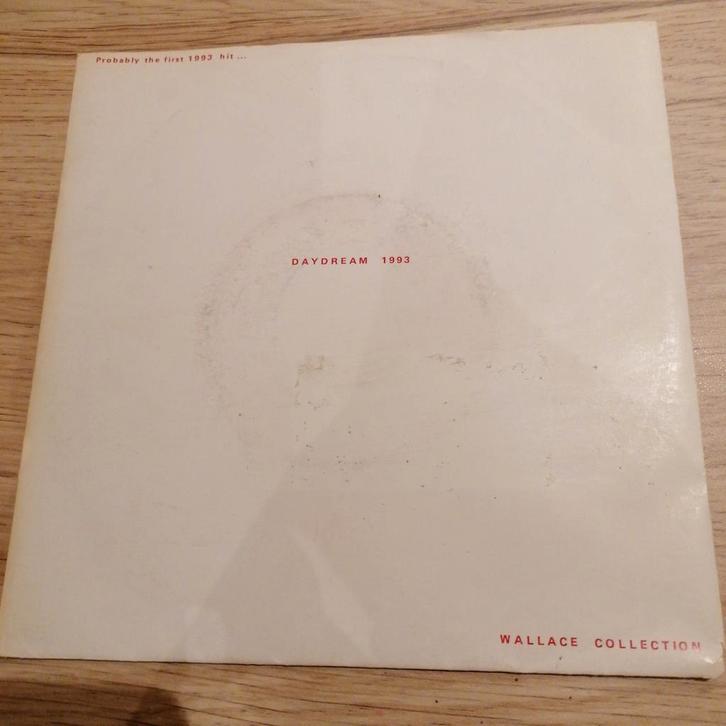 Probably the first 1993 hit ...
DAYDREAM 1993
WALLACE COLLECTION